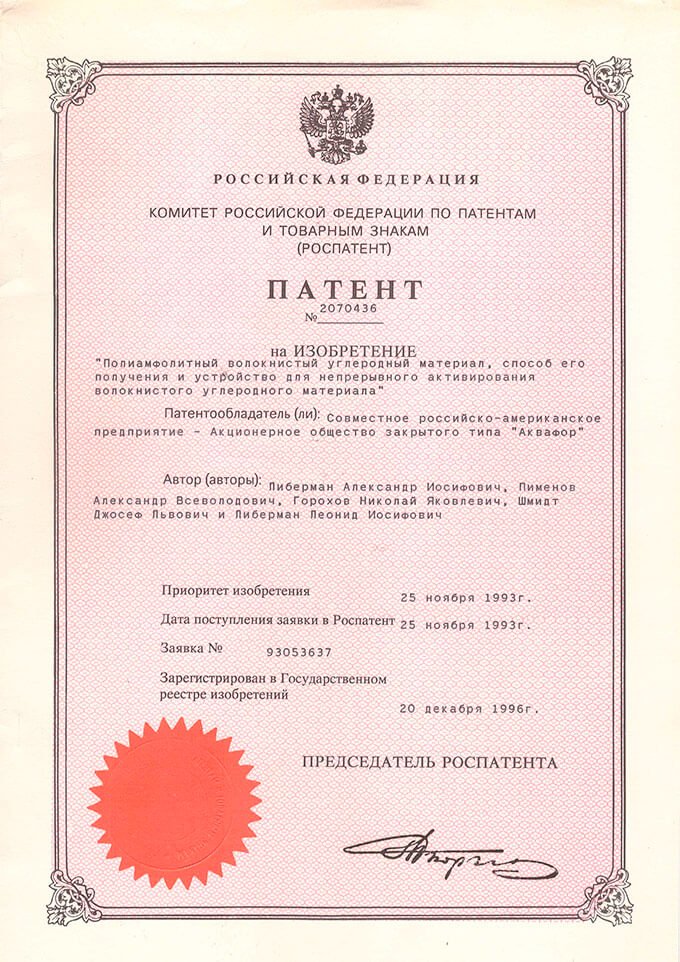 РОССИЙСКАЯ ФЕДЕРАЦИЯ
КОМИТЕТ РОССИЙСКОЙ ФЕДЕРАЦИИ ПО ПАТЕНТАМ
И ТОВАРНЫМ ЗНАКАМ
(РОСПАТЕНТ)
ПАТЕНТ
№ 2070436
на ИЗОБРЕТЕНИЕ
"Полиамфолитный волокнистый углеродный материал, способ его
получения и устройство для непрерывного активирования
волокнистого углеродного материала"
Патентообладатель (ли): Совместное российско-американское
предприятие - Акционерное общество закрытого типа "Аквафор"
Автор (авторы): Либерман Александр Иосифович, Пименов
Александр Всеволодович, Горохов Николай Яковлевич, Шмидт
Джосеф Львович и Либерман Леонид Иосифович
Приоритет изобретения 25 ноября 1993г.
Дата поступления заявки в Роспатент 25 ноября 1993г.
Заявка № 93053637
Зарегистрирован в Государственном
реестре изобретений
20 декабря 1996г.
ПРЕДСЕДАТЕЛЬ РОСПАТЕНТА